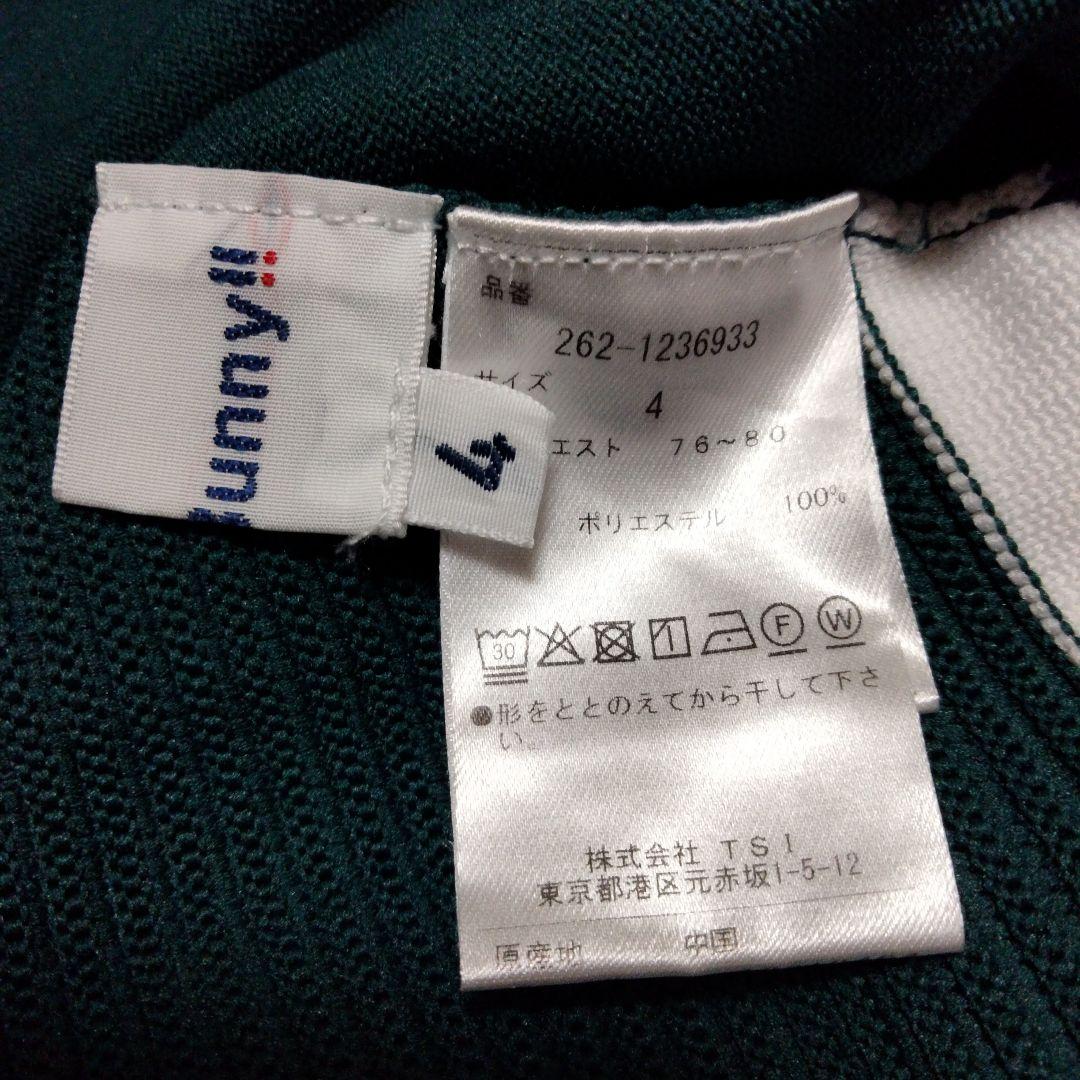 unny!!
4
品番
262-1236933
サイズ
4
エスト 76~80
ポリエステル 100%
30
F
W
●形をととのえてから干して下さ
い。
株式会社 TSI
東京都港区元赤坂1-5-12
原産地 中国